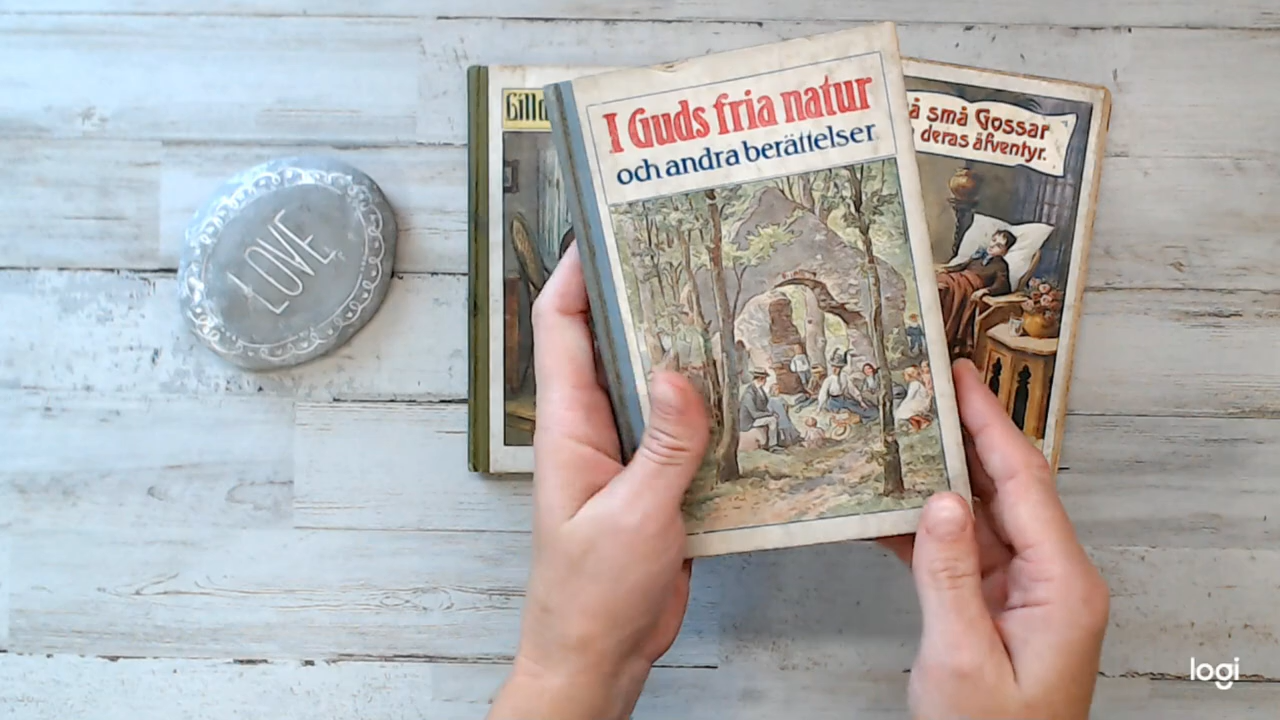 LOVE
I Guds fria natur
och andra berättelser.
små Gossar
deras äfventyr.
logi